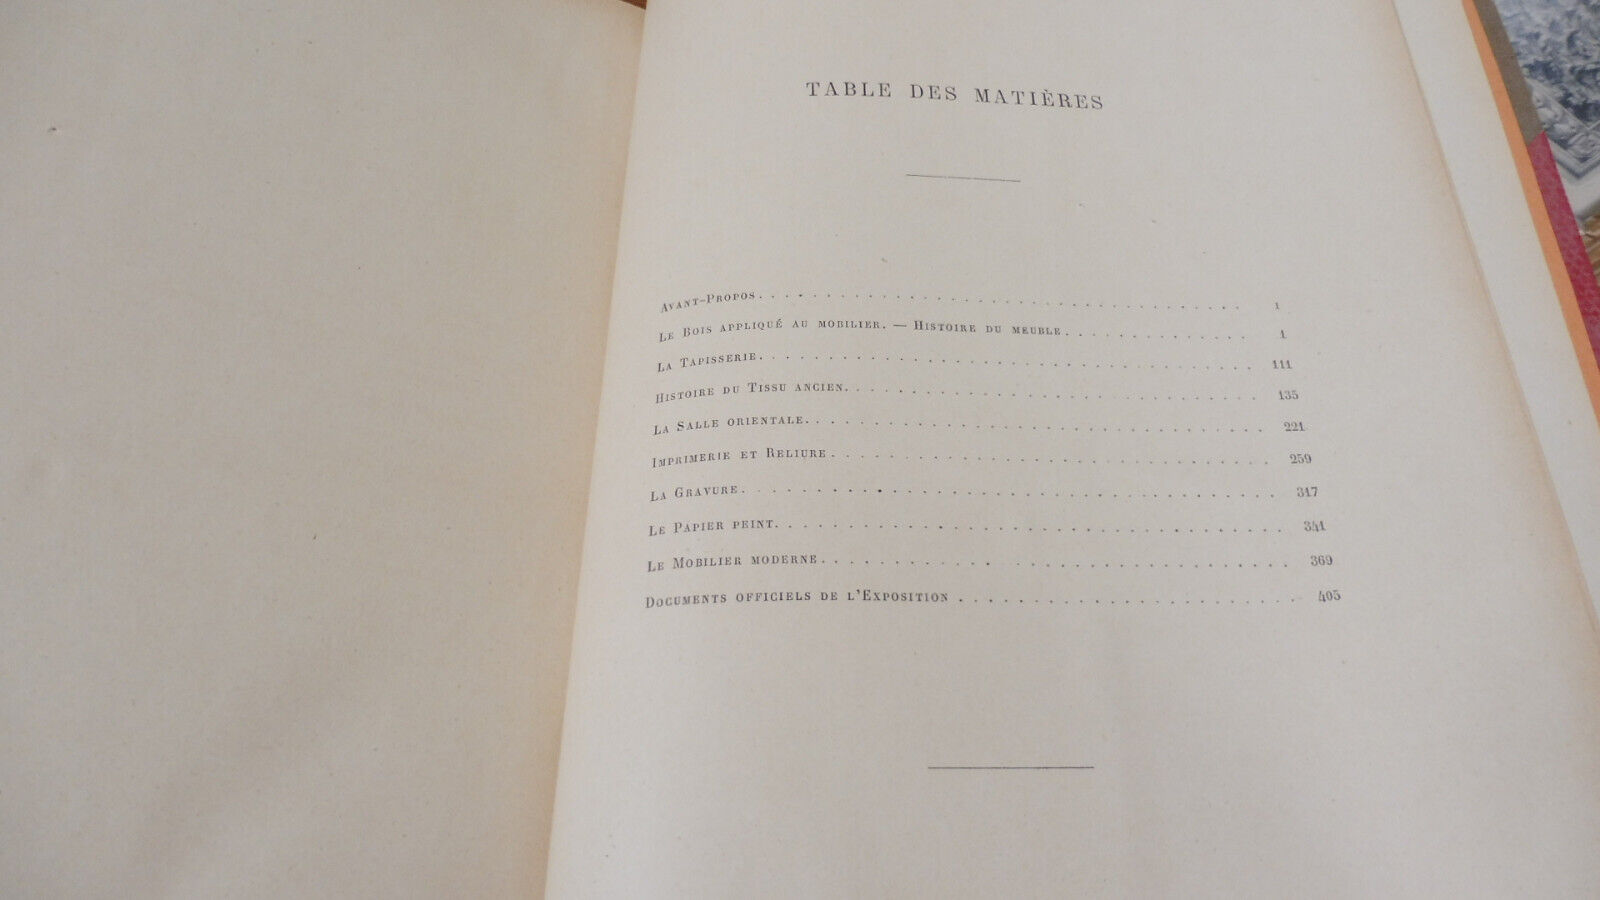 TABLE DES MATIÈRES
AVANT-PROPOS. . . . . . . . . . . . . . . . . . . . . . . . . . 1
LE BOIS APPLIQUÉ AU MOBILIER. — HISTOIRE DU MEUBLE. . . . . . . . . . . 1
LA TAPISSERIE. . . . . . . . . . . . . . . . . . . . . . . . . . 111
HISTOIRE DU TISSU ANCIEN. . . . . . . . . . . . . . . . . . . . . . 135
LA SALLE ORIENTALE. . . . . . . . . . . . . . . . . . . . . . . . 221
IMPRIMERIE ET RELIURE . . . . . . . . . . . . . . . . . . . . . . . 259
LA GRAVURE. . . . . . . . . . . . . . . . . . . . . . . . . . . 317
LE PAPIER PEINT. . . . . . . . . . . . . . . . . . . . . . . . . 341
LE MOBILIER MODERNE. . . . . . . . . . . . . . . . . . . . . . . . 369
DOCUMENTS OFFICIELS DE L'EXPOSITION . . . . . . . . . . . . . . . . . . 405